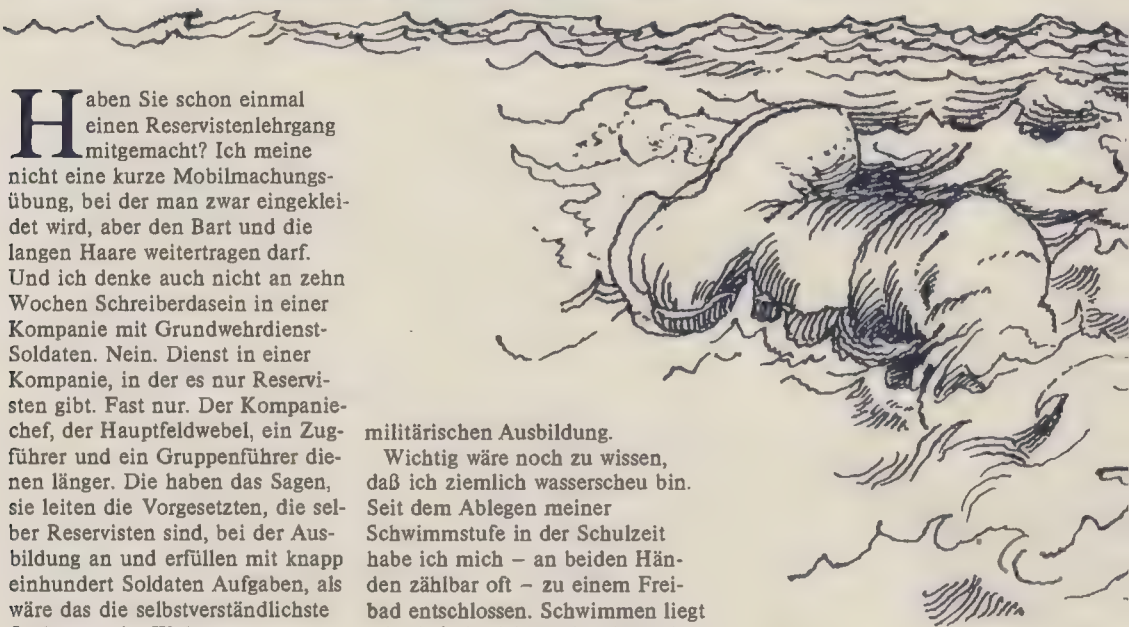 Haben Sie schon einmal
einen Reservistenlehrgang
mitgemacht? Ich meine
nicht eine kurze Mobilmachungs-
übung, bei der man zwar eingeklei-
det wird, aber den Bart und die
langen Haare weitertragen darf.
Und ich denke auch nicht an zehn
Wochen Schreiberdasein in einer
Kompanie mit Grundwehrdienst-
Soldaten. Nein. Dienst in einer
Kompanie, in der es nur Reservi-
sten gibt. Fast nur. Der Kompanie-
chef, der Hauptfeldwebel, ein Zug-
führer und ein Gruppenführer die-
nen länger. Die haben das Sagen,
sie leiten die Vorgesetzten, die sel-
ber Reservisten sind, bei der Aus-
bildung an und erfüllen mit knapp
einhundert Soldaten Aufgaben, als
wäre das die selbstverständlichste
militärischen Ausbildung.
Wichtig wäre noch zu wissen,
daß ich ziemlich wasserscheu bin.
Seit dem Ablegen meiner
Schwimmstufe in der Schulzeit
habe ich mich – an beiden Hän-
den zählbar oft – zu einem Frei-
bad entschlossen. Schwimmen liegt